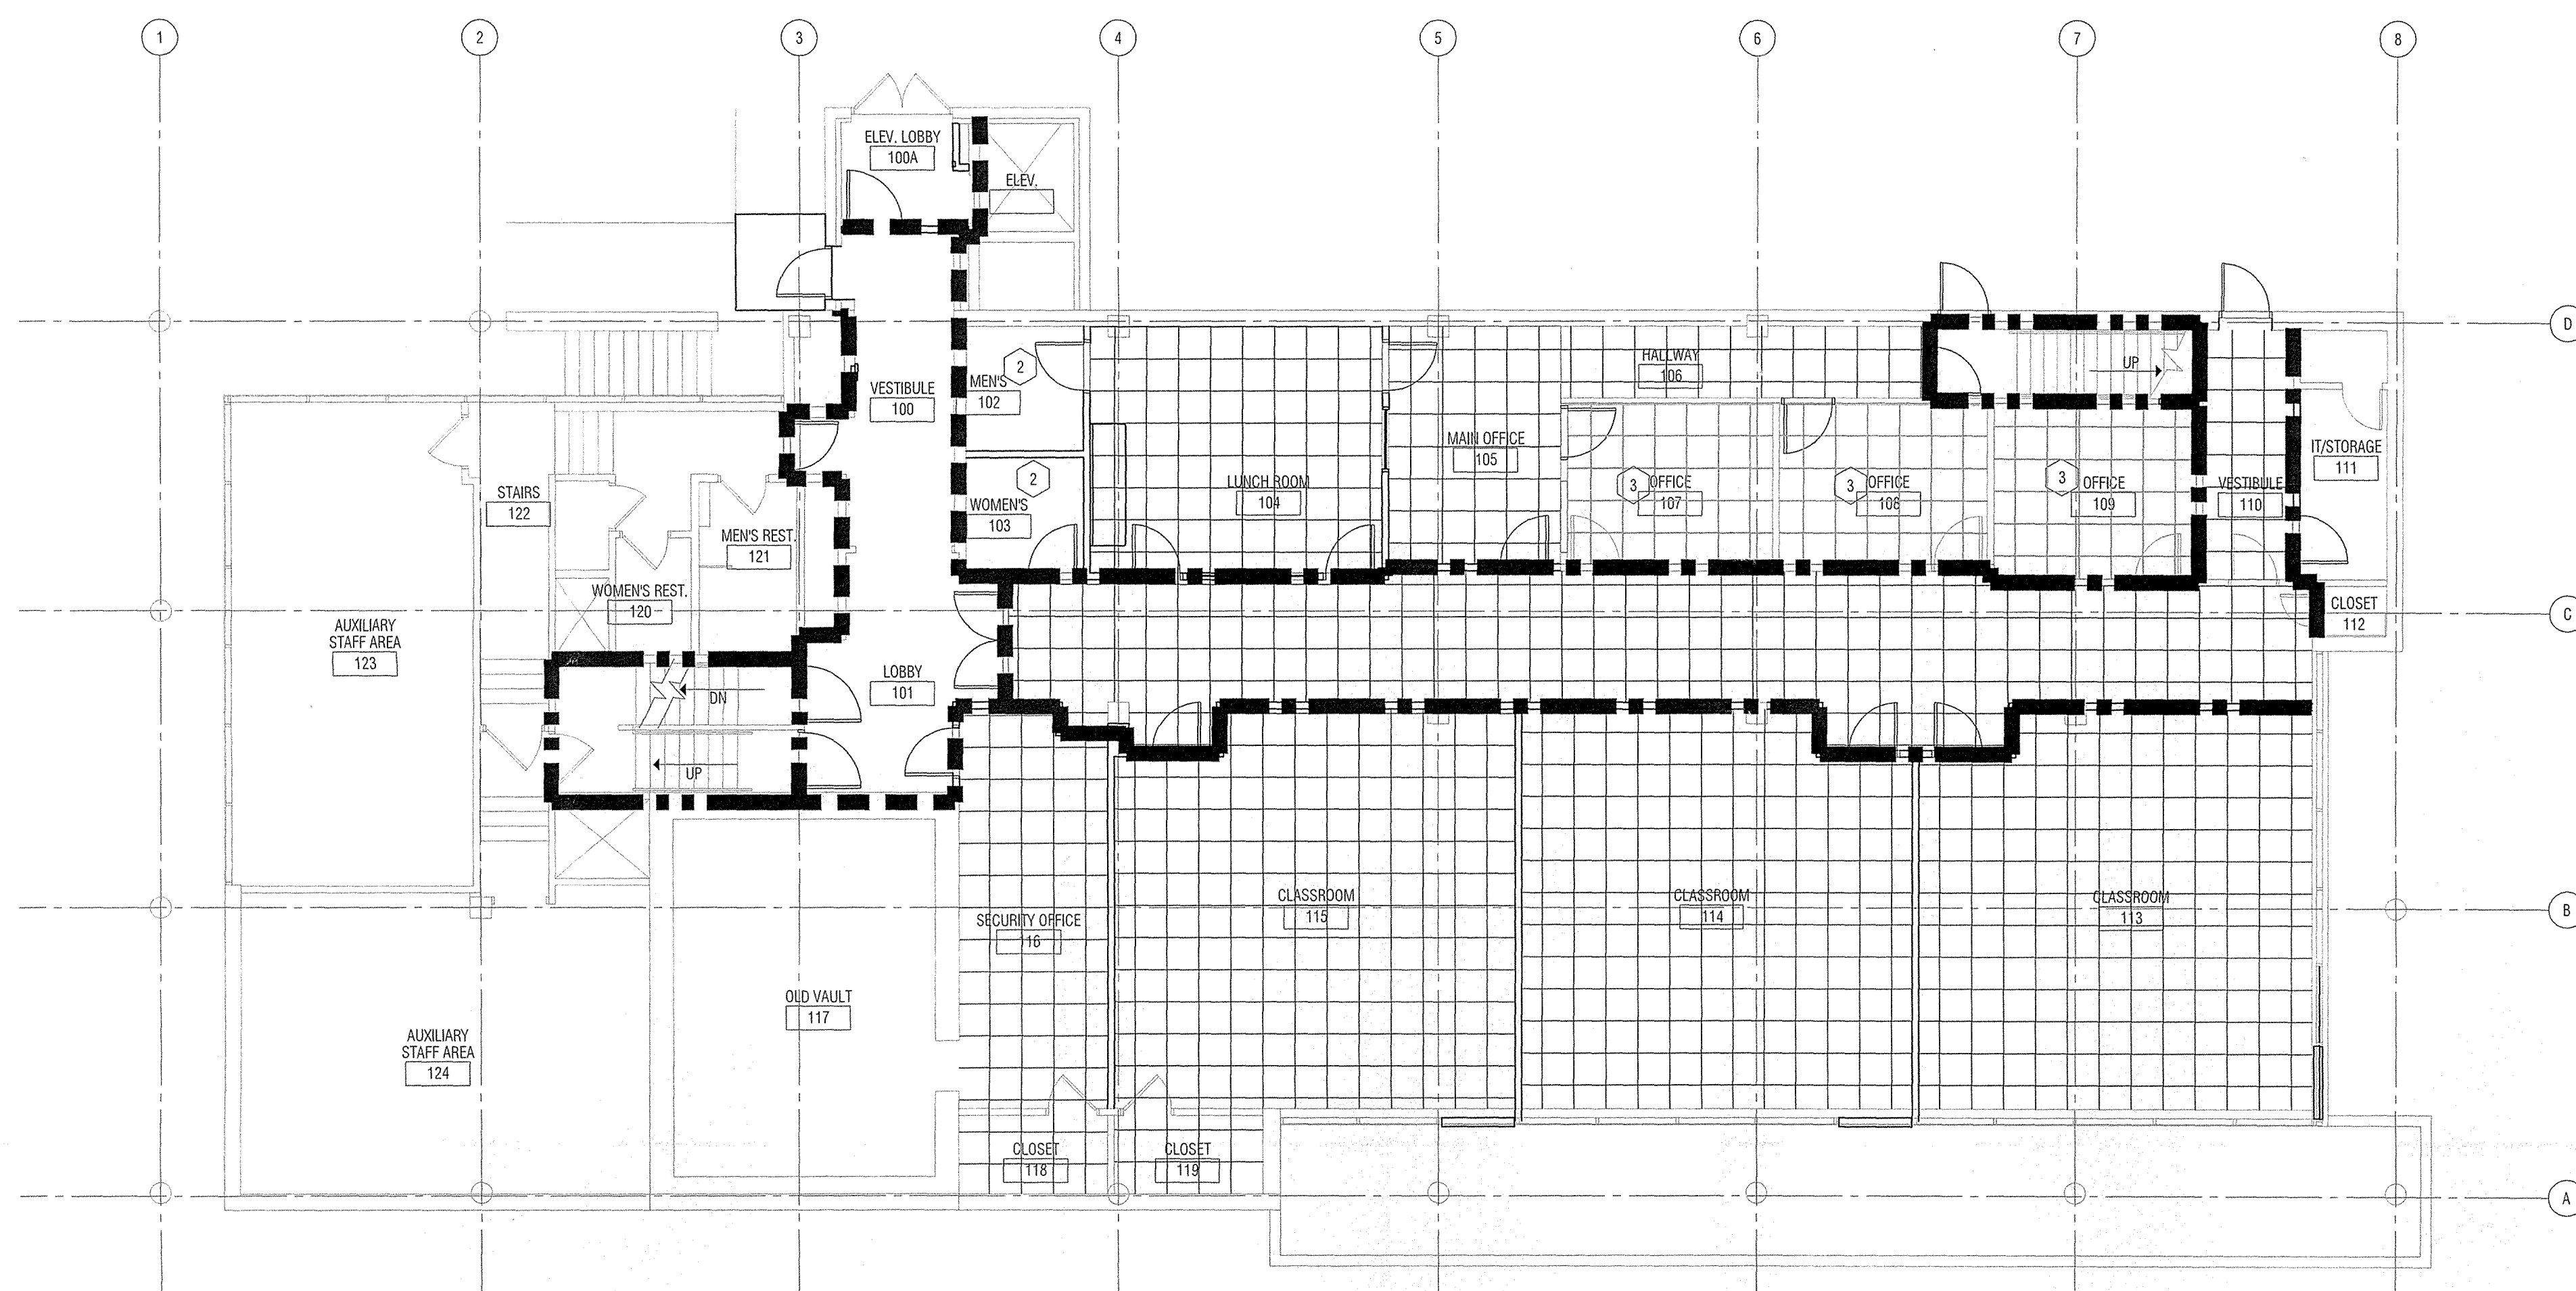 1
2
3
4
5
6
7
8
ELEV. LOBBY
100A
ELEV.
D
HALLWAY
106
UP
2
MEN'S
102
VESTIBULE
100
MAIN OFFICE
105
IT/STORAGE
111
2
WOMEN'S
103
LUNCH ROOM
104
3
OFFICE
107
3
OFFICE
108
3
OFFICE
109
VESTIBULE
110
STAIRS
122
MEN'S REST.
121
WOMEN'S REST.
120
CLOSET
112
C
AUXILIARY
STAFF AREA
123
LOBBY
101
DN
UP
CLASSROOM
115
CLASSROOM
114
CLASSROOM
113
B
SECURITY OFFICE
116
OLD VAULT
117
AUXILIARY
STAFF AREA
124
CLOSET
118
CLOSET
119
A